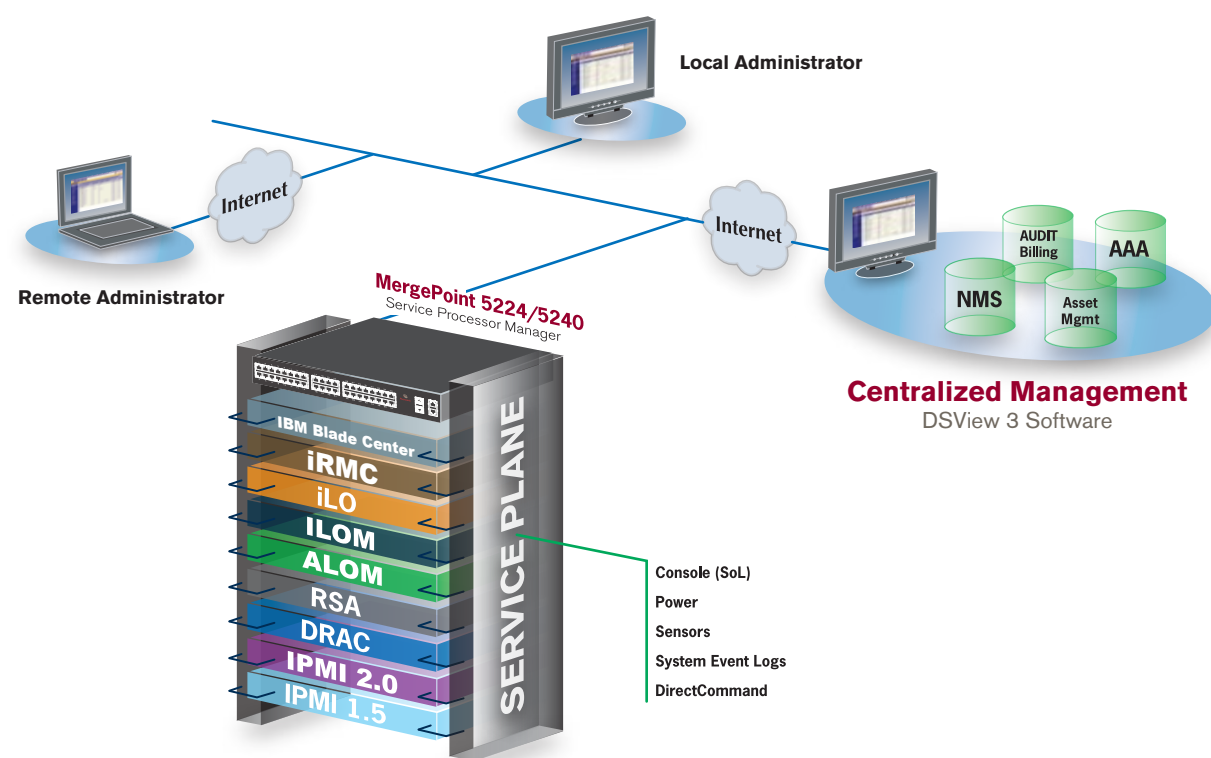 Local Administrator
Internet
Remote Administrator
Internet
AUDIT
Billing
AAA
NMS
Asset
Mgmt
Centralized Management
DSView 3 Software
MergePoint 5224/5240
Service Processor Manager
IBM Blade Center
iRMC
iLO
ILOM
ALOM
RSA
DRAC
IPMI 2.0
IPMI 1.5
SERVICE PLANE
Console (SoL)
Power
Sensors
System Event Logs
DirectCommand